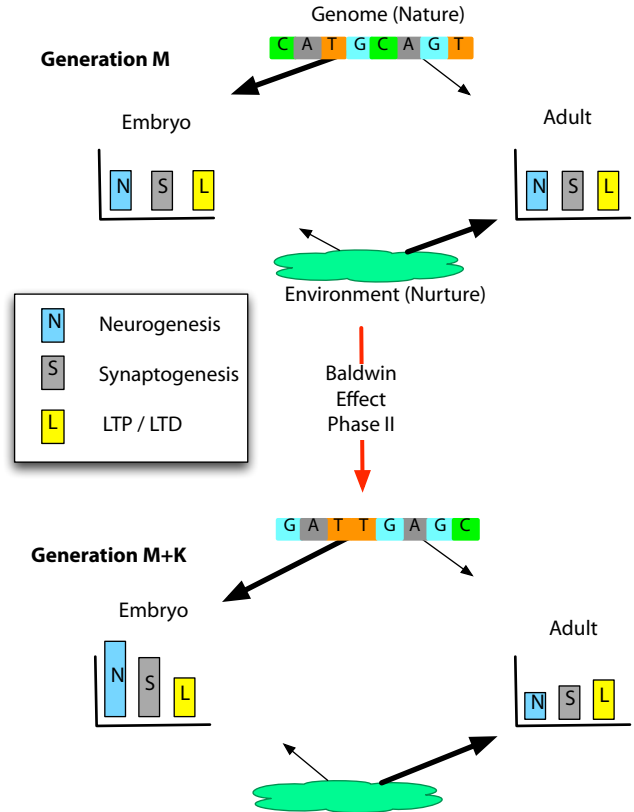 Genome (Nature)
C A T G C A G T
Generation M
Embryo
Adult
N S L
N S L
Environment (Nurture)
N Neurogenesis
S Synaptogenesis
L LTP / LTD
Baldwin
Effect
Phase II
G A T T G A G C
Generation M+K
Embryo
Adult
N S L
N S L